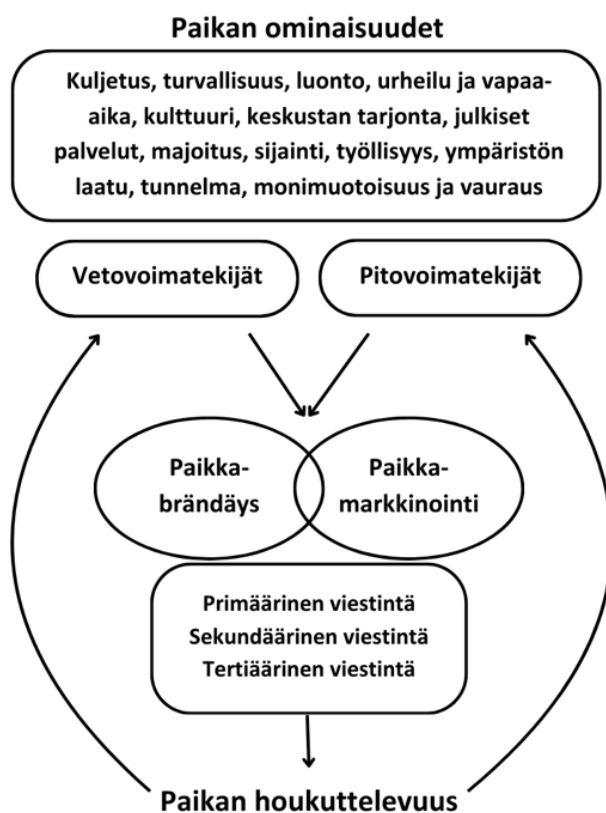 Paikan ominaisuudet
Kuljetus, turvallisuus, luonto, urheilu ja vapaa-
aika, kulttuuri, keskustan tarjonta, julkiset
palvelut, majoitus, sijainti, työllisyys, ympäristön
laatu, tunnelma, monimuotoisuus ja vauraus
Vetovoimatekijät
Pitovoimatekijät
Paikka-
brändäys
Paikka-
markkinointi
Primäärinen viestintä
Sekundäärinen viestintä
Tertiäärinen viestintä
Paikan houkuttelevuus